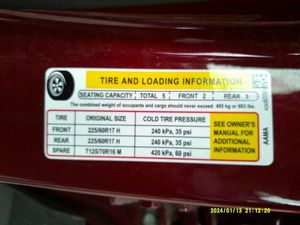 TIRE AND LOADING INFORMATION
SEATING CAPACITY TOTAL 5 FRONT 2 REAR 3
The combined weight of occupants and cargo should never exceed 405 kg or 893 lbs.
TIRE ORIGINAL SIZE COLD TIRE PRESSURE
FRONT 225/60R17 H 240 kPa, 35 psi
REAR 225/60R17 H 240 kPa, 35 psi
SPARE T125/70R16 M 420 kPa, 60 psi
SEE OWNER'S
MANUAL FOR
ADDITIONAL
INFORMATION
AAMA
2024/01/13 21:12:20